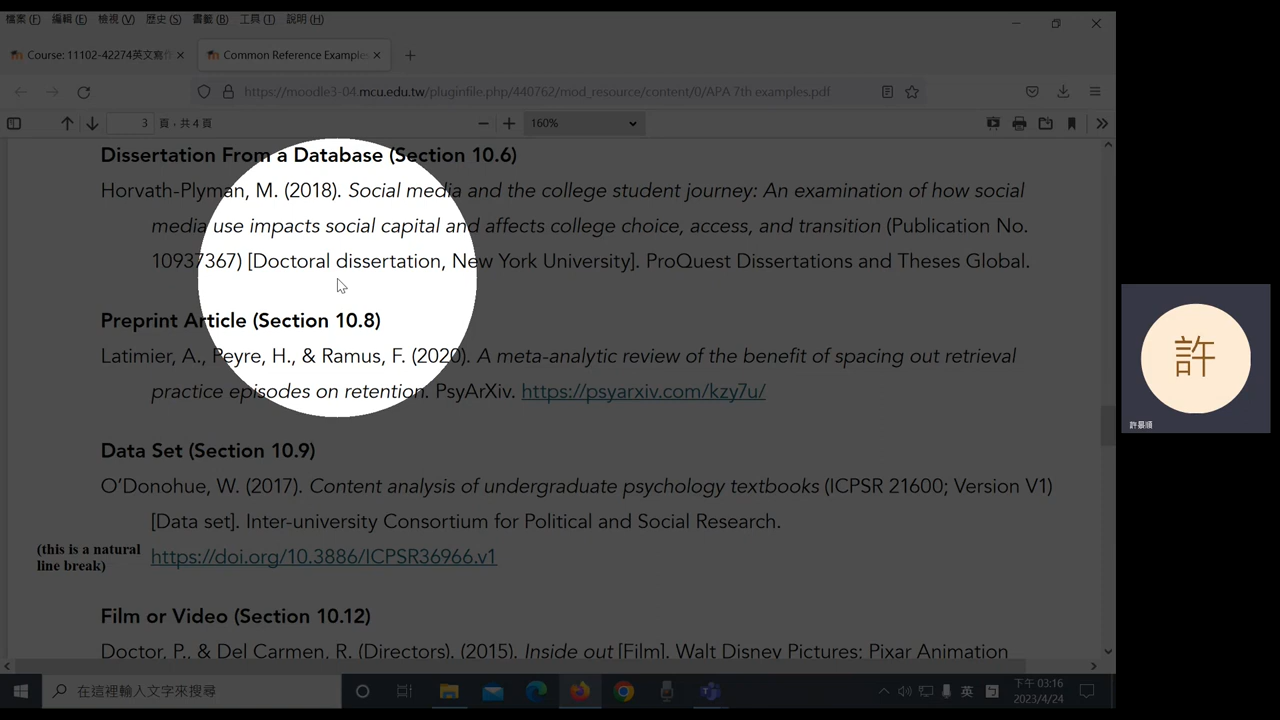 檔案(F) 編輯(E) 檢視(V) 歷史(S) 書籤(B) 工具(T) 說明(H)
Course: 11102-42274英文寫作
Common Reference Examples
https://moodle3-04.mcu.edu.tw/pluginfile.php/440762/mod_resource/content/0/APA 7th examples.pdf
3 頁，共 4 頁
160%
Dissertation From a Database (Section 10.6)
Horvath-Plyman, M. (2018). Social media and the college student journey: An examination of how social
media use impacts social capital and affects college choice, access, and transition (Publication No.
10937367) [Doctoral dissertation, New York University]. ProQuest Dissertations and Theses Global.
Preprint Article (Section 10.8)
Latimier, A., Peyre, H., & Ramus, F. (2020). A meta-analytic review of the benefit of spacing out retrieval
practice episodes on retention. PsyArXiv. https://psyarxiv.com/kzy7u/
Data Set (Section 10.9)
O’Donohue, W. (2017). Content analysis of undergraduate psychology textbooks (ICPSR 21600; Version V1)
[Data set]. Inter-university Consortium for Political and Social Research.
(this is a natural
line break)
https://doi.org/10.3886/ICPSR36966.v1
Film or Video (Section 10.12)
Doctor, P., & Del Carmen, R. (Directors). (2015). Inside out [Film]. Walt Disney Pictures; Pixar Animation
許
許景順
在這裡輸入文字來搜尋
英
下午 03:16
2023/4/24